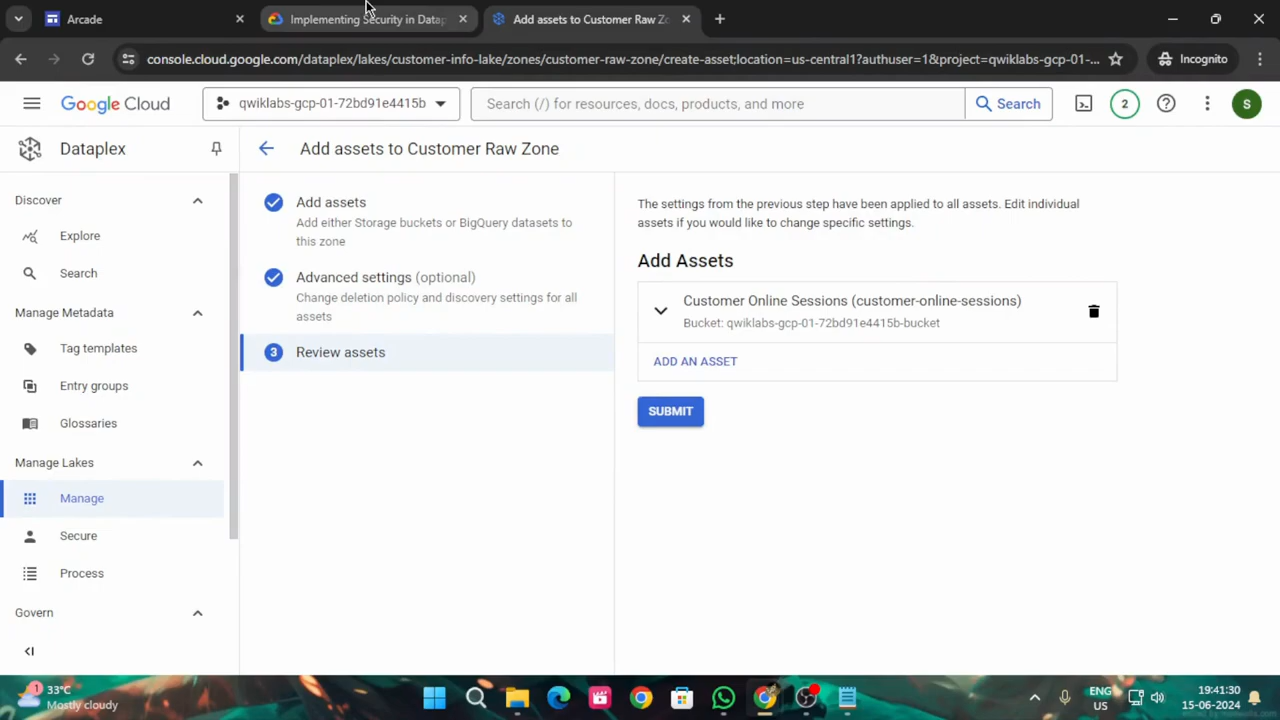 Arcade
Implementing Security in Datap
Add assets to Customer Raw Zo
console.cloud.google.com/dataplex/lakes/customer-info-lake/zones/customer-raw-zone/create-asset;location=us-central1?authuser=1&project=qwiklabs-gcp-01-...
Incognito
Google Cloud
qwiklabs-gcp-01-72bd91e4415b
Search (/) for resources, docs, products, and more
Search
2
S
Dataplex
Add assets to Customer Raw Zone
Discover
Explore
Search
Manage Metadata
Tag templates
Entry groups
Glossaries
Manage Lakes
Manage
Secure
Process
Govern
Add assets
Add either Storage buckets or BigQuery datasets to
this zone
Advanced settings (optional)
Change deletion policy and discovery settings for all
assets
3
Review assets
The settings from the previous step have been applied to all assets. Edit individual
assets if you would like to change specific settings.
Add Assets
Customer Online Sessions (customer-online-sessions)
Bucket: qwiklabs-gcp-01-72bd91e4415b-bucket
ADD AN ASSET
SUBMIT
1
33°C
Mostly cloudy
ENG
US
19:41:30
15-06-2024